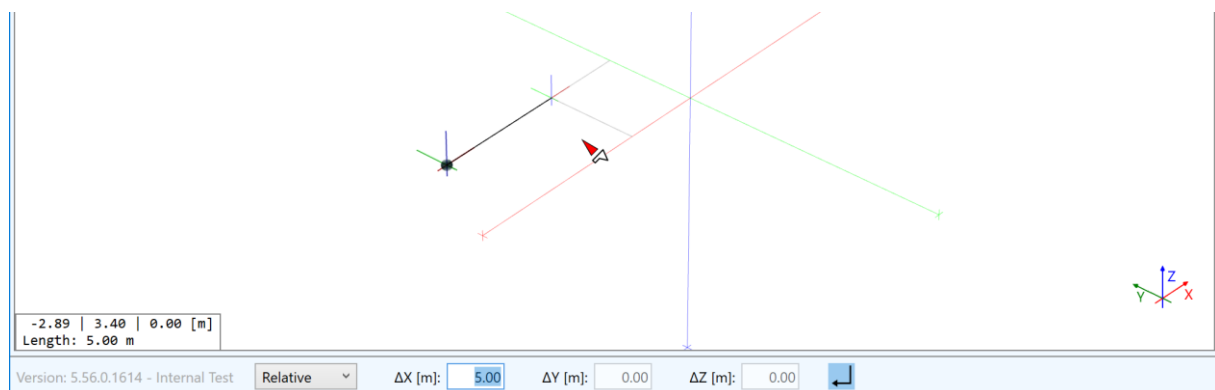 Z
Y X
-2.89 | 3.40 | 0.00 [m]
Length: 5.00 m
Version: 5.56.0.1614 - Internal Test Relative ΔX [m]: 5.00 ΔY [m]: 0.00 ΔZ [m]: 0.00